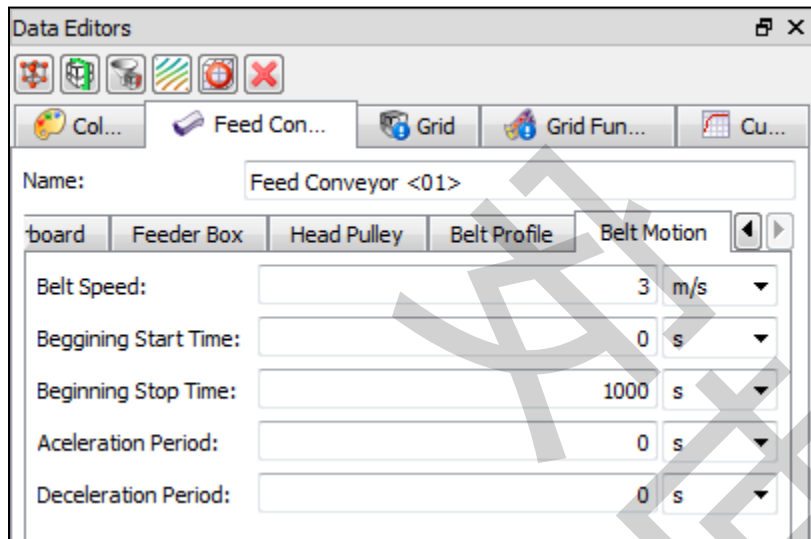 Data Editors
Col... Feed Con... Grid Grid Fun... Cu...
Name: Feed Conveyor <01>
rboard Feeder Box Head Pulley Belt Profile Belt Motion
Belt Speed: 3 m/s
Beggining Start Time: 0 s
Beginning Stop Time: 1000 s
Aceleration Period: 0 s
Deceleration Period: 0 s